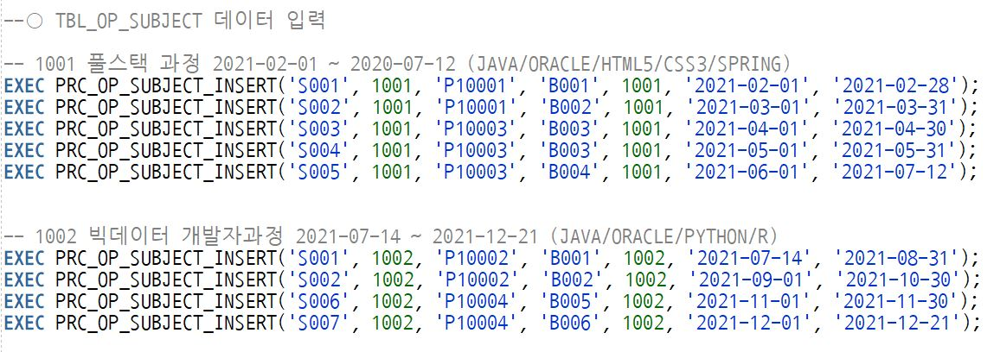 --○ TBL_OP_SUBJECT 데이터 입력
-- 1001 풀스택 과정 2021-02-01 ~ 2020-07-12 (JAVA/ORACLE/HTML5/CSS3/SPRING)
EXEC PRC_OP_SUBJECT_INSERT('S001', 1001, 'P10001', 'B001', 1001, '2021-02-01', '2021-02-28');
EXEC PRC_OP_SUBJECT_INSERT('S002', 1001, 'P10001', 'B002', 1001, '2021-03-01', '2021-03-31');
EXEC PRC_OP_SUBJECT_INSERT('S003', 1001, 'P10003', 'B003', 1001, '2021-04-01', '2021-04-30');
EXEC PRC_OP_SUBJECT_INSERT('S004', 1001, 'P10003', 'B003', 1001, '2021-05-01', '2021-05-31');
EXEC PRC_OP_SUBJECT_INSERT('S005', 1001, 'P10003', 'B004', 1001, '2021-06-01', '2021-07-12');
-- 1002 빅데이터 개발자과정 2021-07-14 ~ 2021-12-21 (JAVA/ORACLE/PYTHON/R)
EXEC PRC_OP_SUBJECT_INSERT('S001', 1002, 'P10002', 'B001', 1002, '2021-07-14', '2021-08-31');
EXEC PRC_OP_SUBJECT_INSERT('S002', 1002, 'P10002', 'B002', 1002, '2021-09-01', '2021-10-30');
EXEC PRC_OP_SUBJECT_INSERT('S006', 1002, 'P10004', 'B005', 1002, '2021-11-01', '2021-11-30');
EXEC PRC_OP_SUBJECT_INSERT('S007', 1002, 'P10004', 'B006', 1002, '2021-12-01', '2021-12-21');